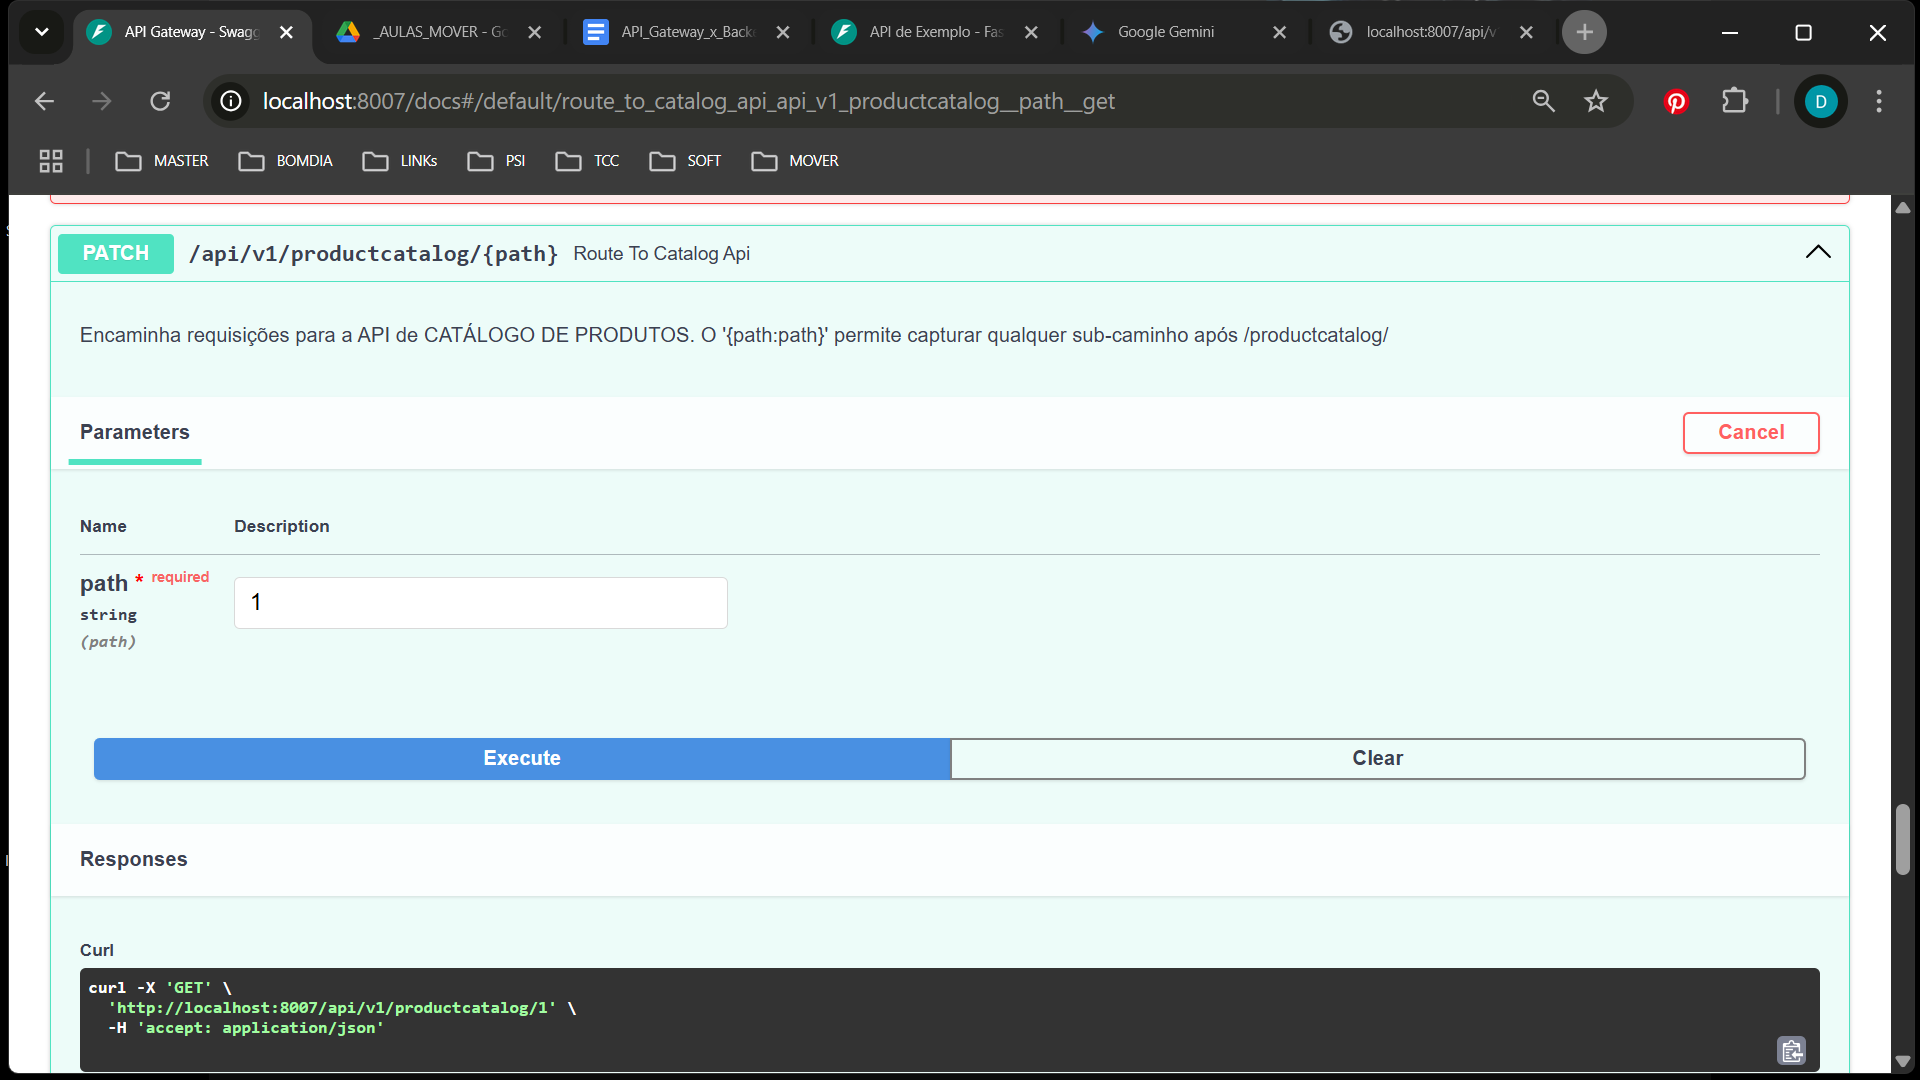 API Gateway - Swagg
_AULAS_MOVER - Go
API_Gateway_x_Back
API de Exemplo - Fas
Google Gemini
localhost:8007/api/v
localhost:8007/docs#/default/route_to_catalog_api_api_v1_productcatalog__path__get
D
MASTER
BOMDIA
LINKs
PSI
TCC
SOFT
MOVER
PATCH /api/v1/productcatalog/{path} Route To Catalog Api
Encaminha requisições para a API de CATÁLOGO DE PRODUTOS. O '{path:path}' permite capturar qualquer sub-caminho após /productcatalog/
Parameters
Cancel
Name Description
path * required
string
(path)
1
Execute
Clear
Responses
Curl
curl -X 'GET' \
'http://localhost:8007/api/v1/productcatalog/1' \
-H 'accept: application/json'